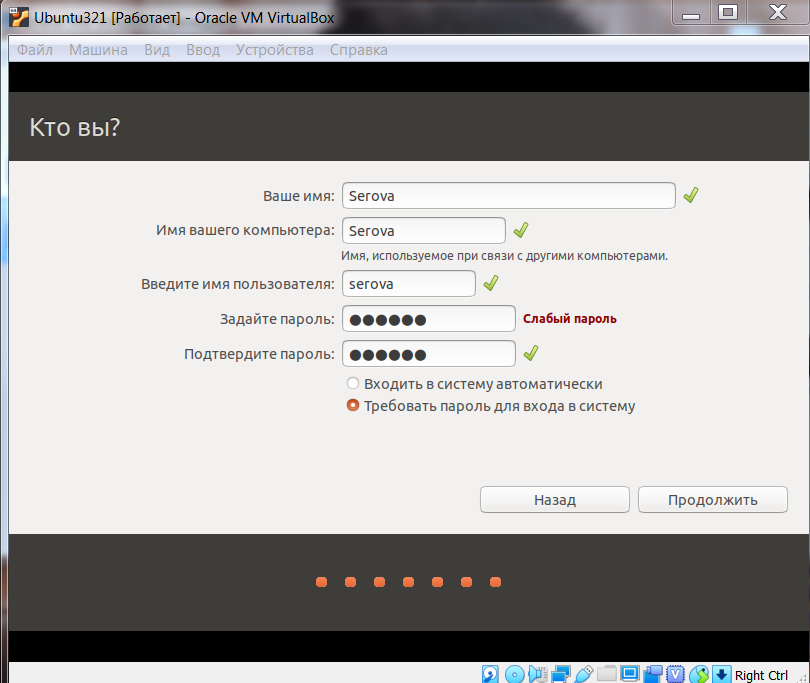 Ubuntu321 [Работает] - Oracle VM VirtualBox
Файл Машина Вид Ввод Устройства Справка
Кто вы?
Ваше имя: Serova
Имя вашего компьютера: Serova
Имя, используемое при связи с другими компьютерами.
Введите имя пользователя: serova
Задайте пароль: ●●●●●● Слабый пароль
Подтвердите пароль: ●●●●●●
Входить в систему автоматически
Требовать пароль для входа в систему
Назад Продолжить
Right Ctrl